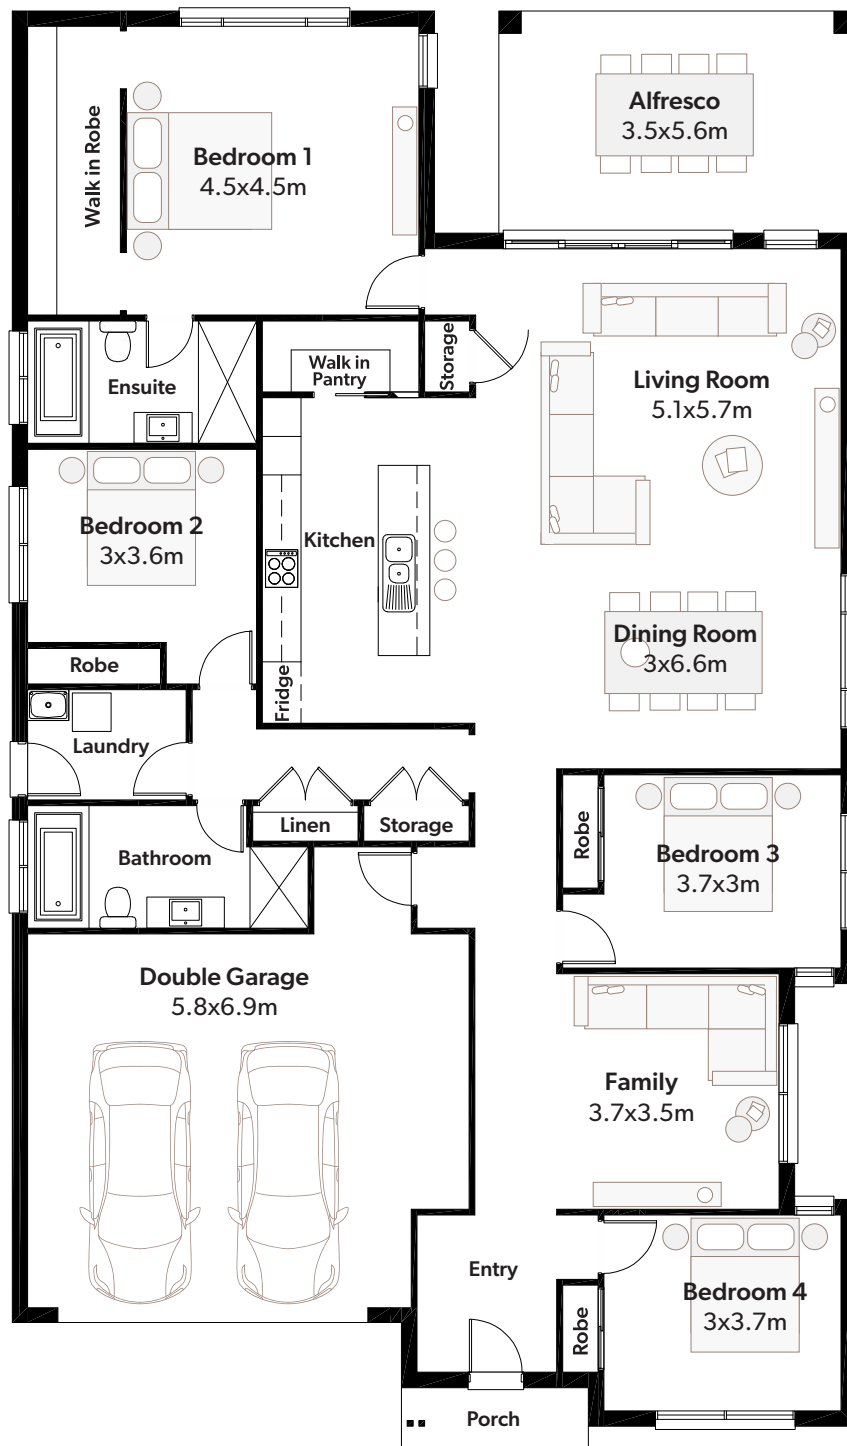 Alfresco
3.5x5.6m
Walk in Robe
Bedroom 1
4.5x4.5m
Storage
Walk in
Pantry
Ensuite
Living Room
5.1x5.7m
Bedroom 2
3x3.6m
Kitchen
Dining Room
3x6.6m
Robe
Fridge
Laundry
Linen
Storage
Robe
Bedroom 3
3.7x3m
Bathroom
Double Garage
5.8x6.9m
Family
3.7x3.5m
Entry
Bedroom 4
3x3.7m
Robe
Porch